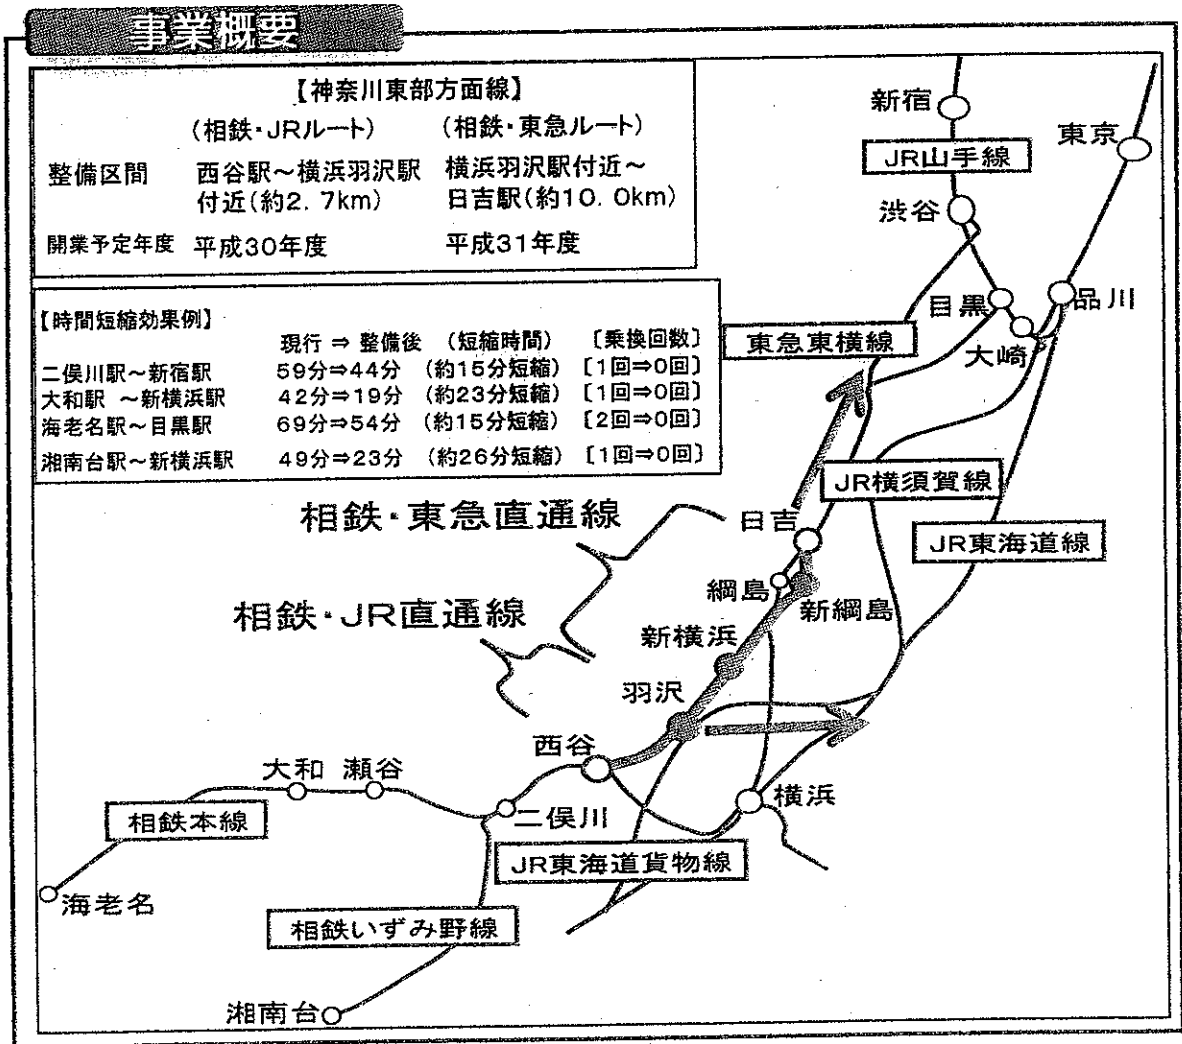 事業概要
【神奈川東部方面線】
(相鉄・JRルート) (相鉄・東急ルート)
整備区間 西谷駅～横浜羽沢駅 横浜羽沢駅付近～
付近(約2.7km) 日吉駅(約10.0km)
開業予定年度 平成30年度 平成31年度
【時間短縮効果例】
現行 ⇒ 整備後 (短縮時間) 〔乗換回数〕
二俣川駅～新宿駅 59分⇒44分 (約15分短縮) 〔1回⇒0回〕
大和駅 ～新横浜駅 42分⇒19分 (約23分短縮) 〔1回⇒0回〕
海老名駅～目黒駅 69分⇒54分 (約15分短縮) 〔2回⇒0回〕
湘南台駅～新横浜駅 49分⇒23分 (約26分短縮) 〔1回⇒0回〕
新宿
東京
JR山手線
渋谷
目黒
品川
大崎
東急東横線
JR横須賀線
JR東海道線
相鉄・東急直通線
日吉
綱島
新綱島
相鉄・JR直通線
新横浜
羽沢
西谷
大和 瀬谷
二俣川
横浜
相鉄本線
JR東海道貨物線
海老名
相鉄いずみ野線
湘南台